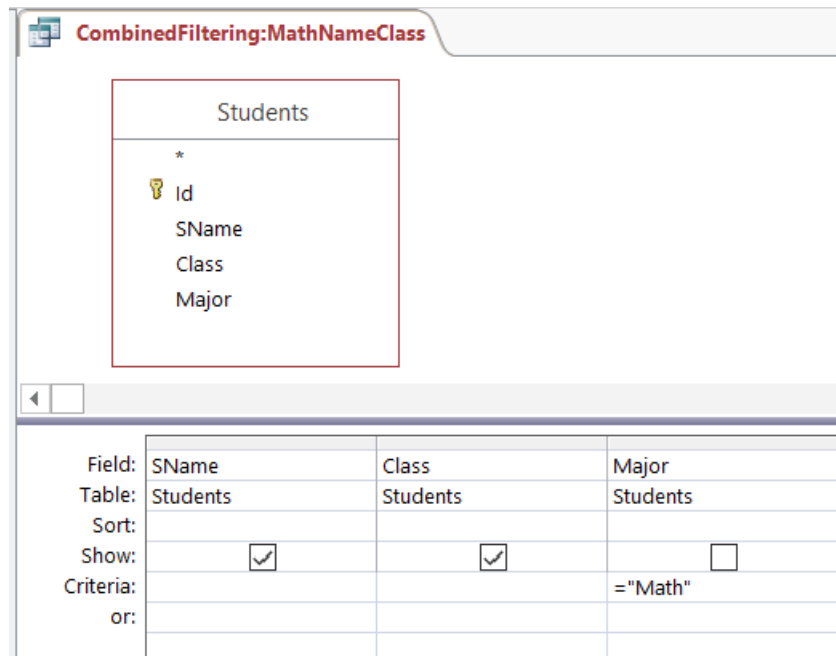 CombinedFiltering:MathNameClass
Students
*
Id
SName
Class
Major
Field: SName Class Major
Table: Students Students Students
Sort:
Show:
Criteria: ="Math"
or: